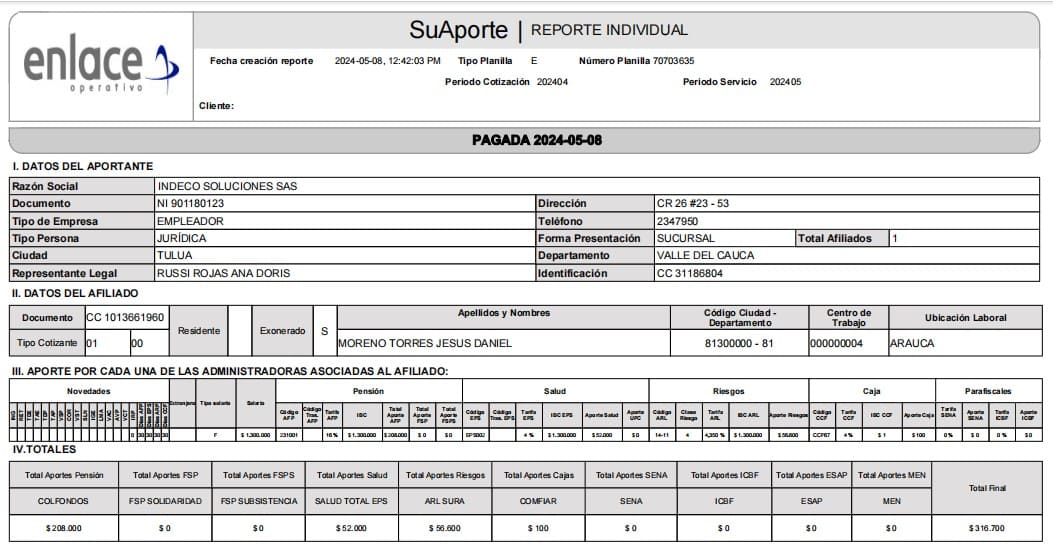 enlace
operativo
SuAporte | REPORTE INDIVIDUAL
Fecha creación reporte 2024-05-08, 12:42:03 PM Tipo Planilla E Número Planilla 70703635
Periodo Cotización 202404 Periodo Servicio 202405
Cliente:
PAGADA 2024-05-08
I. DATOS DEL APORTANTE
Razón Social INDECO SOLUCIONES SAS
Documento NI 901180123 Dirección CR 26 #23 - 53
Tipo de Empresa EMPLEADOR Teléfono 2347950
Tipo Persona JURÍDICA Forma Presentación SUCURSAL Total Afiliados 1
Ciudad TULUA Departamento VALLE DEL CAUCA
Representante Legal RUSSI ROJAS ANA DORIS Identificación CC 31186804
II. DATOS DEL AFILIADO
Documento CC 1013661960 Residente Exonerado S Apellidos y Nombres Código Ciudad - Departamento Centro de Trabajo Ubicación Laboral
Tipo Cotizante 01 00 MORENO TORRES JESUS DANIEL 81300000 - 81 000000004 ARAUCA
III. APORTE POR CADA UNA DE LAS ADMINISTRADORAS ASOCIADAS AL AFILIADO:
Novedades Extranjero Tipo salario Salario Pensión Salud Riesgos Caja Parafiscales
Código AFP Código Tras. AFP Tarifa AFP IBC Total Aporte AFP Total Aporte FSP Total Aporte FSPS Código EPS Código Tras. EPS Tarifa EPS IBC EPS Aporte Salud Aporte UPC Código ARL Clase Riesgo Tarifa ARL IBC ARL Aporte Riesgos Código CCF Tarifa CCF IBC CCF Aporte Caja Tarifa SENA Aporte SENA Tarifa ICBF Aporte ICBF
30 30 30 30 F $ 1.300.000 231001 16% $ 1.300.000 $ 208.000 $ 0 $ 0 4 % $ 1.300.000 $ 52.000 $ 0 14-11 4 4,350 % $ 1.300.000 $ 56.600 CCF67 4% $ 1 $ 100 0% $ 0 0 % $ 0
IV.TOTALES
Total Aportes Pensión Total Aportes FSP Total Aportes FSPS Total Aportes Salud Total Aportes Riesgos Total Aportes Cajas Total Aportes SENA Total Aportes ICBF Total Aportes ESAP Total Aportes MEN Total Final
COLFONDOS FSP SOLIDARIDAD FSP SUBSISTENCIA SALUD TOTAL EPS ARL SURA COMFIAR SENA ICBF ESAP MEN
$ 208.000 $ 0 $ 0 $ 52.000 $ 56.600 $ 100 $ 0 $ 0 $ 0 $ 0 $ 316.700